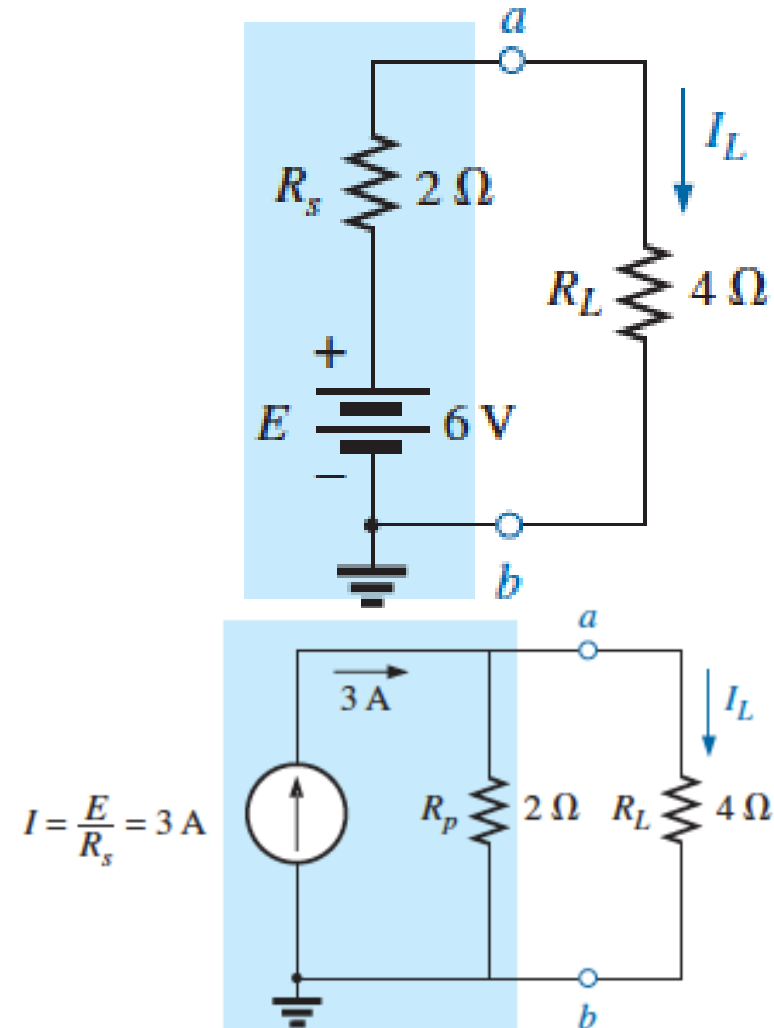 a
I_L
R_s 2 Ω
R_L 4 Ω
+
E 6 V
−
b
a
3 A
I_L
I = E/R_s = 3 A
R_p 2 Ω R_L 4 Ω
b